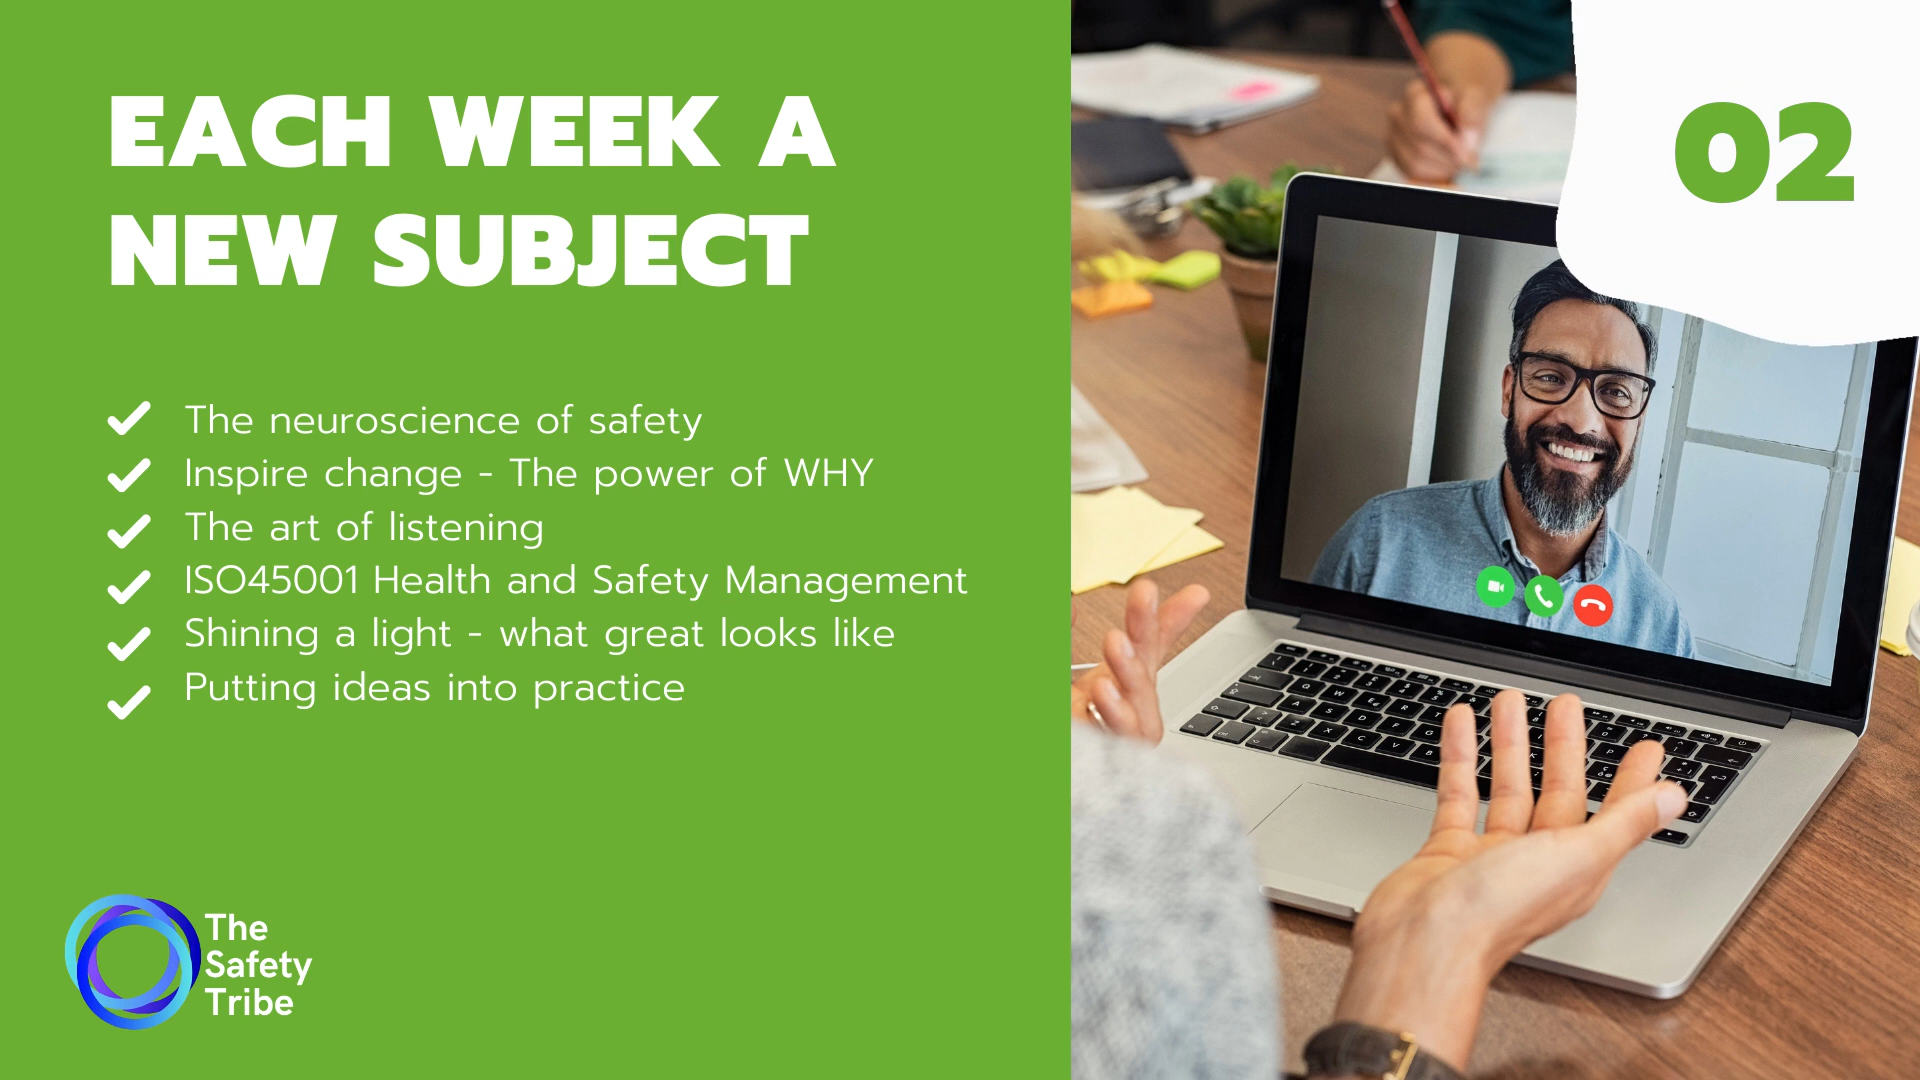 EACH WEEK A
NEW SUBJECT
The neuroscience of safety
Inspire change - The power of WHY
The art of listening
ISO45001 Health and Safety Management
Shining a light - what great looks like
Putting ideas into practice
The
Safety
Tribe
02